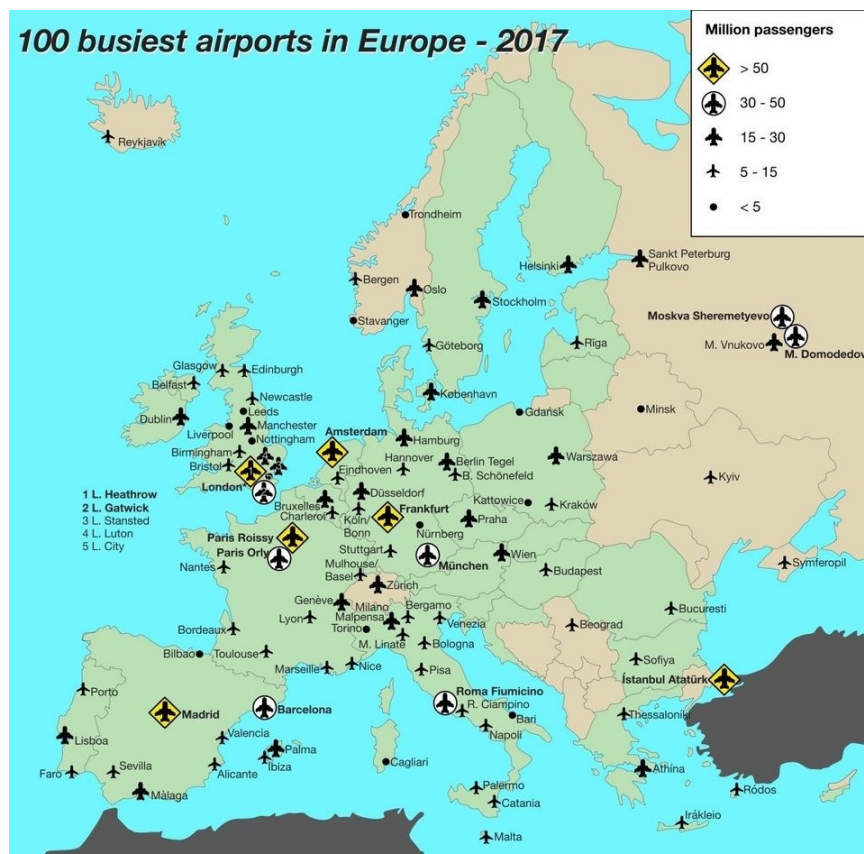 100 busiest airports in Europe - 2017
Million passengers
> 50
30 - 50
15 - 30
5 - 15
< 5
Reykjavík
Trondheim
Bergen
Oslo
Stavanger
Stockholm
Göteborg
Helsinki
Sankt Peterburg
Pulkovo
Moskva Sheremetyevo
M. Vnukovo
M. Domodedov
Rīga
København
Glasgow
Edinburgh
Belfast
Newcastle
Leeds
Dublin
Manchester
Liverpool
Nottingham
Birmingham
Bristol
London*
1 L. Heathrow
2 L. Gatwick
3 L. Stansted
4 L. Luton
5 L. City
Amsterdam
Eindhoven
Hamburg
Hannover
Berlin Tegel
B. Schönefeld
Gdańsk
Minsk
Warszawa
Kyiv
Bruxelles
Charleroi
Düsseldorf
Köln/
Bonn
Frankfurt
Kattowice
Kraków
Praha
Nürnberg
Paris Roissy
Paris Orly
Stuttgart
München
Wien
Nantes
Mulhouse/
Basel
Zürich
Budapest
Symferopil
Genève
Milano
Malpensa
Bergamo
Lyon
Torino
M. Linate
Venezia
Beograd
Bucuresti
Bordeaux
Bilbao
Toulouse
Bologna
Marseille
Nice
Pisa
Sofiya
İstanbul Atatürk
Porto
Madrid
Barcelona
Roma Fiumicino
R. Ciampino
Bari
Napoli
Thessaloníki
Lisboa
Valencia
Palma
Ibiza
Faro
Sevilla
Alicante
Màlaga
Cagliari
Athína
Palermo
Catania
Ródos
Irákleio
Malta